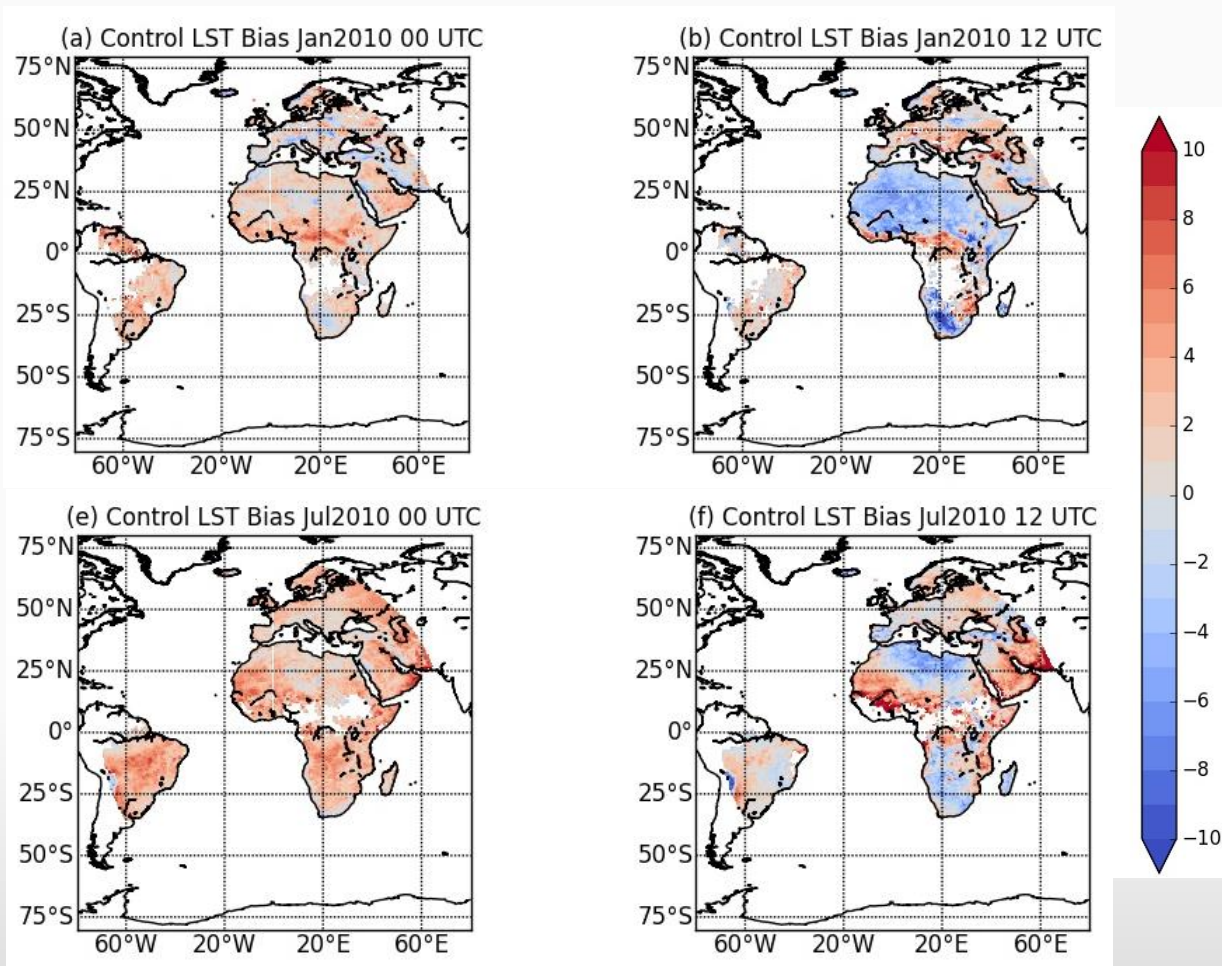 (a) Control LST Bias Jan2010 00 UTC
75°N
50°N
25°N
0°
25°S
50°S
75°S
60°W 20°W 20°E 60°E
(b) Control LST Bias Jan2010 12 UTC
75°N
50°N
25°N
0°
25°S
50°S
75°S
60°W 20°W 20°E 60°E
(e) Control LST Bias Jul2010 00 UTC
75°N
50°N
25°N
0°
25°S
50°S
75°S
60°W 20°W 20°E 60°E
(f) Control LST Bias Jul2010 12 UTC
75°N
50°N
25°N
0°
25°S
50°S
75°S
60°W 20°W 20°E 60°E
10
8
6
4
2
0
−2
−4
−6
−8
−10